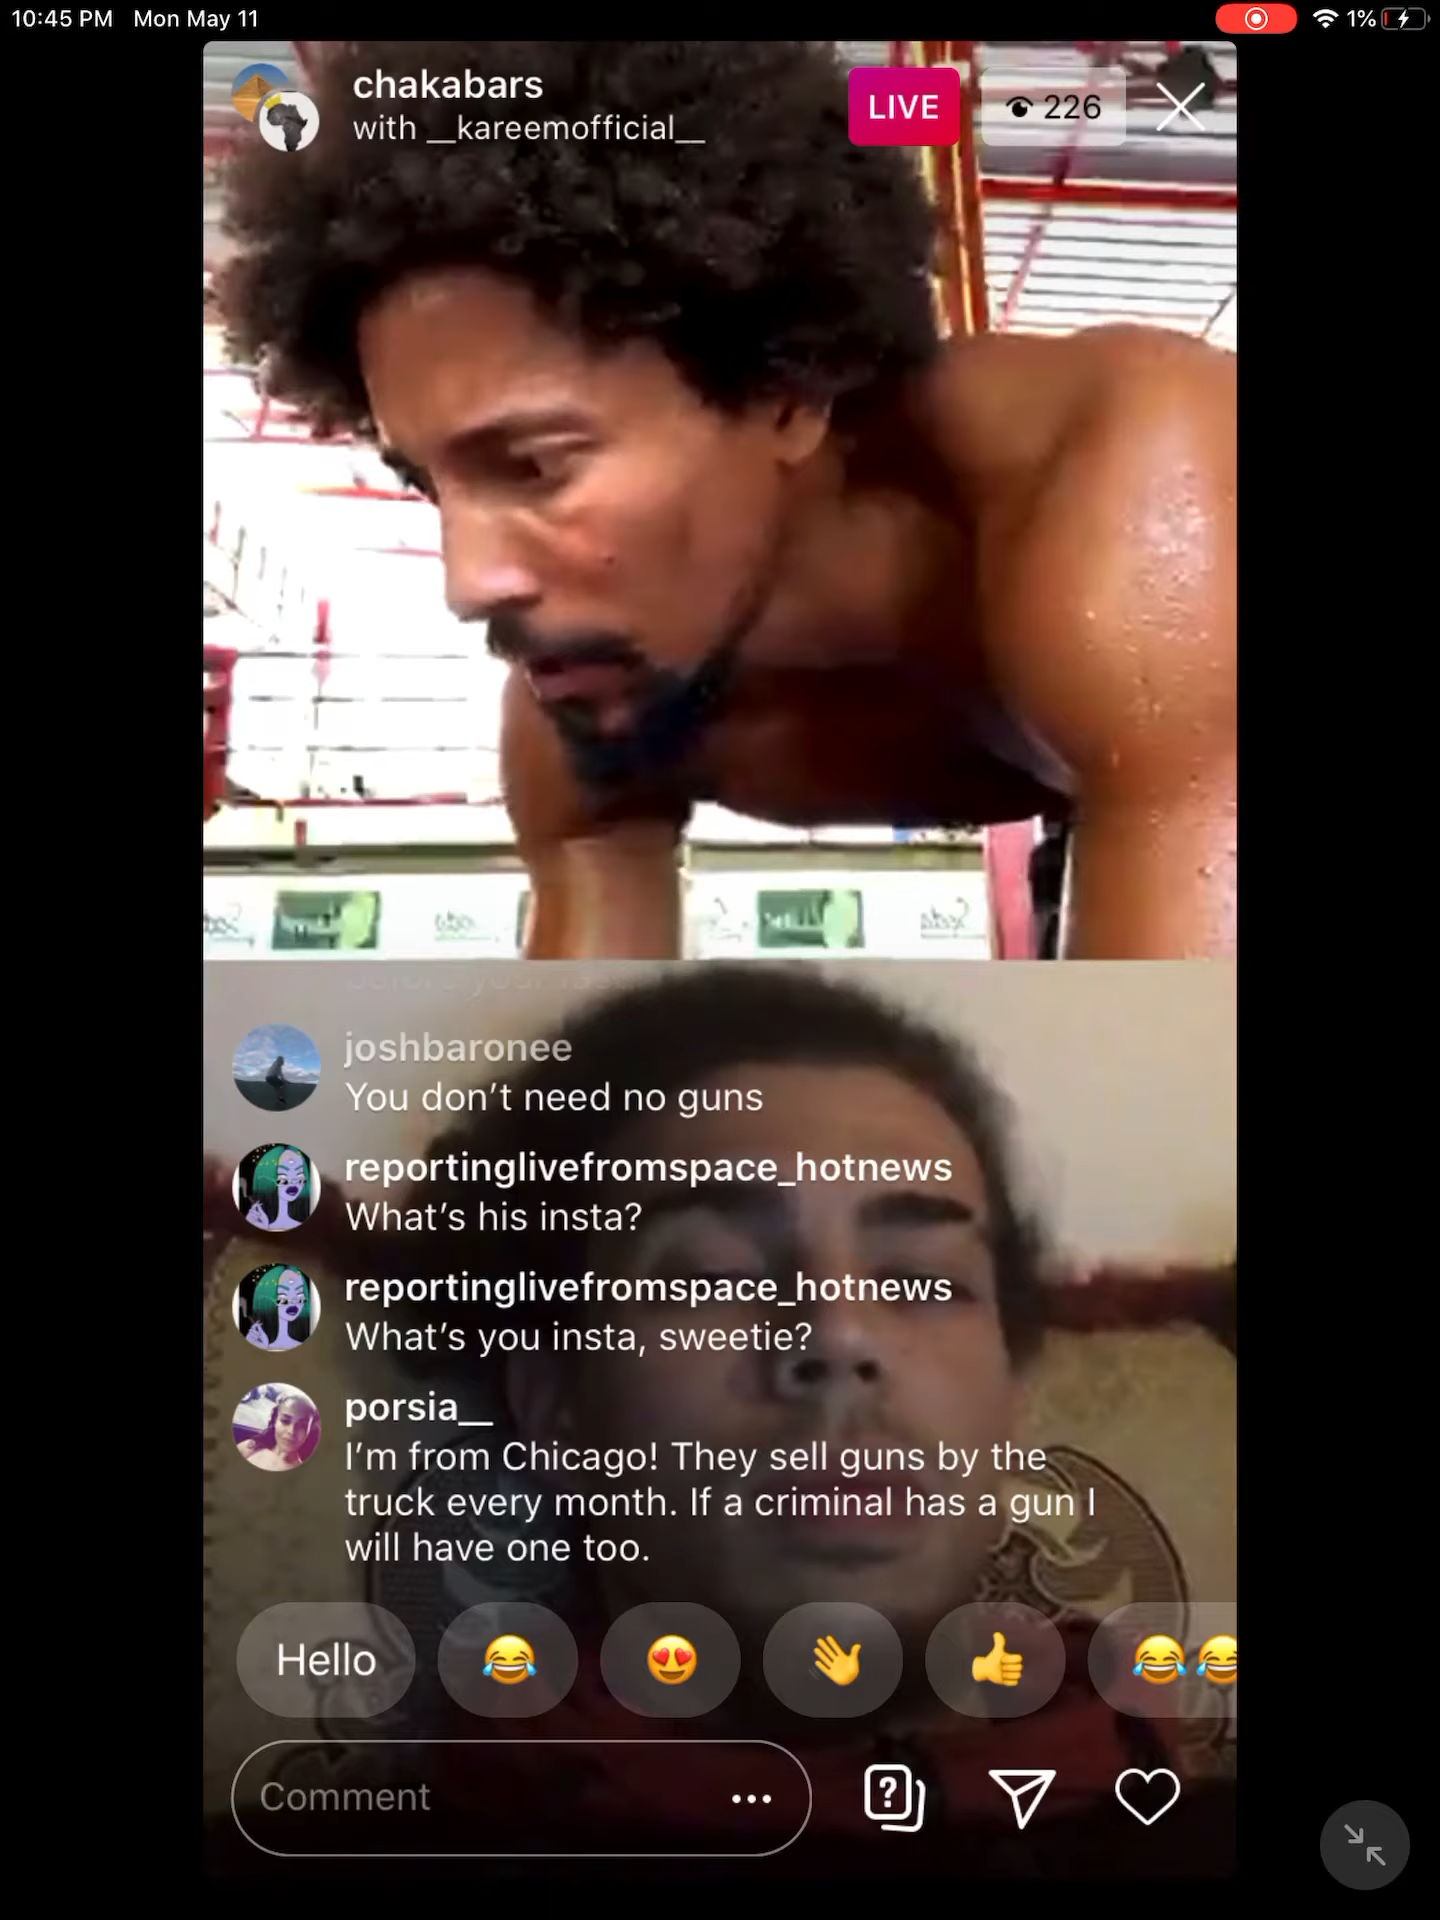 10:45 PM Mon May 11
1%
chakabars
with __kareemofficial__
LIVE
226
joshbaronee
You don't need no guns
reportinglivefromspace_hotnews
What's his insta?
reportinglivefromspace_hotnews
What's you insta, sweetie?
porsia__
I'm from Chicago! They sell guns by the
truck every month. If a criminal has a gun I
will have one too.
Hello
Comment